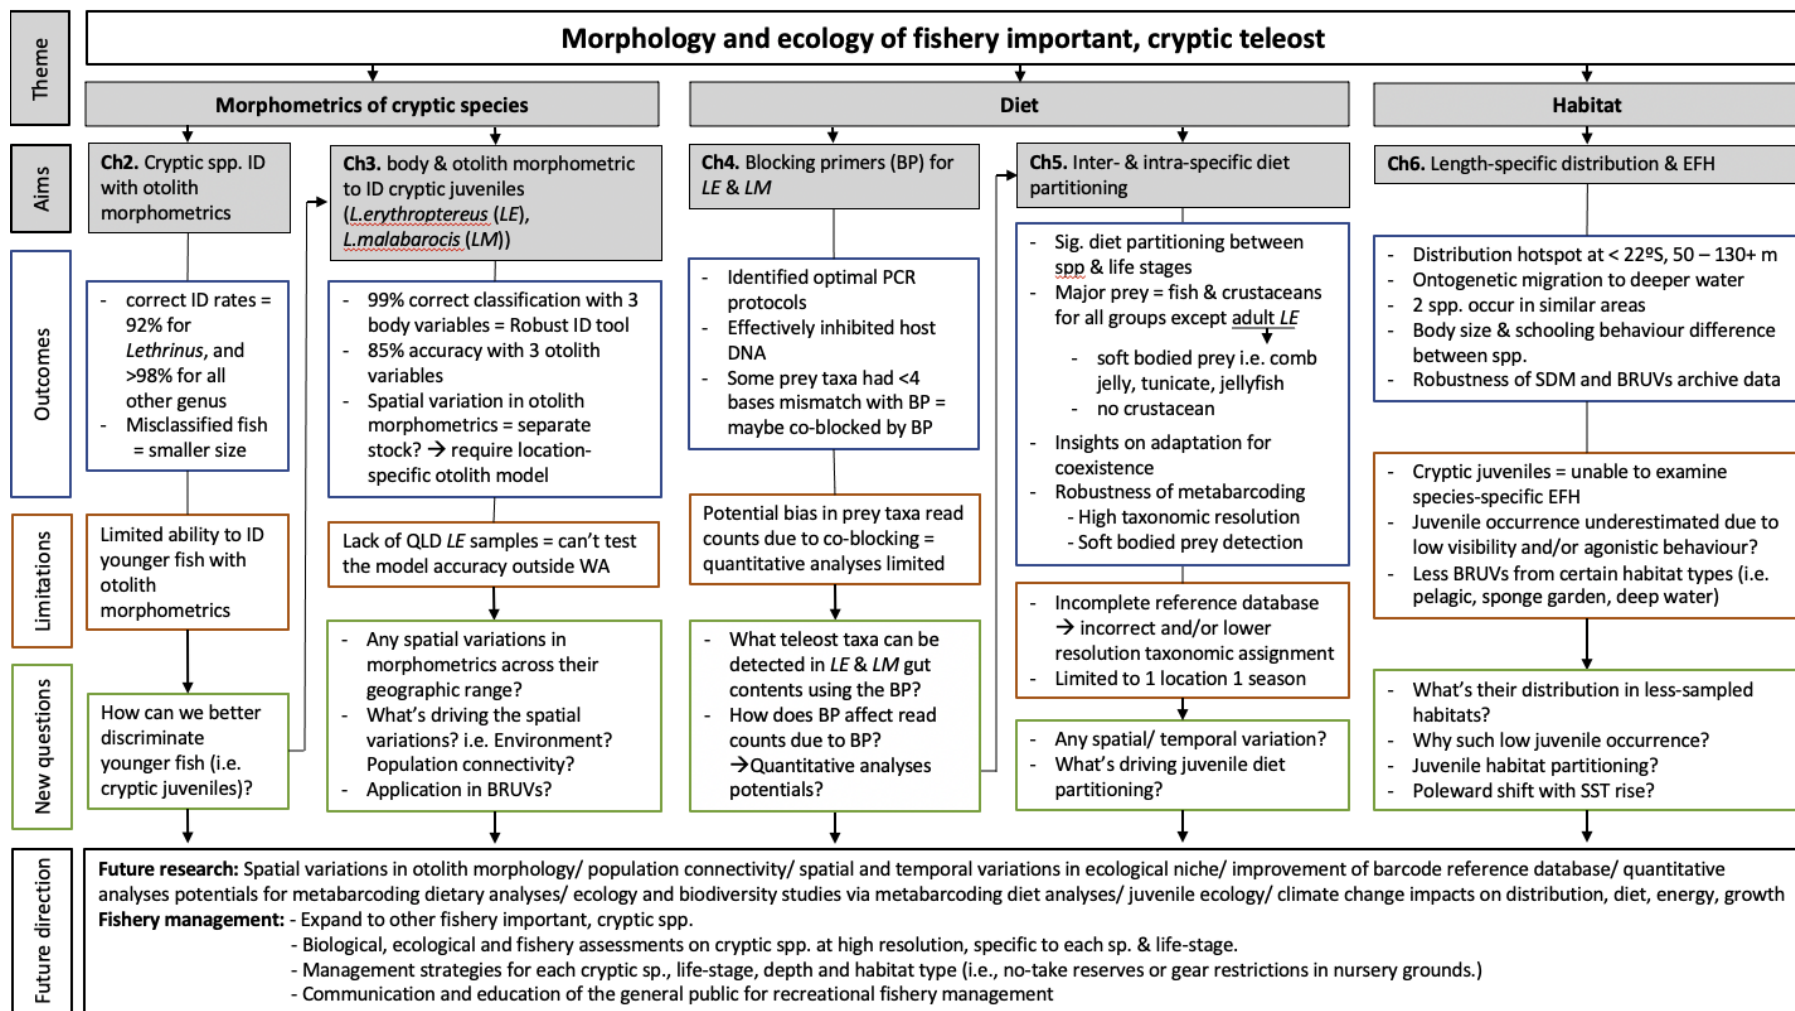 Theme
Morphology and ecology of fishery important, cryptic teleost
Morphometrics of cryptic species
Diet
Habitat
Aims
Ch2. Cryptic spp. ID
with otolith
morphometrics
Ch3. body & otolith morphometric
to ID cryptic juveniles
(L.erythroptereus (LE),
L.malabarocis (LM))
Ch4. Blocking primers (BP) for
LE & LM
Ch5. Inter- & intra-specific diet
partitioning
Ch6. Length-specific distribution & EFH
Outcomes
- correct ID rates =
92% for
Lethrinus, and
>98% for all
other genus
- Misclassified fish
= smaller size
- 99% correct classification with 3
body variables = Robust ID tool
- 85% accuracy with 3 otolith
variables
- Spatial variation in otolith
morphometrics = separate
stock? → require location-
specific otolith model
- Identified optimal PCR
protocols
- Effectively inhibited host
DNA
- Some prey taxa had <4
bases mismatch with BP =
maybe co-blocked by BP
- Sig. diet partitioning between
spp & life stages
- Major prey = fish & crustaceans
for all groups except adult LE
- soft bodied prey i.e. comb
jelly, tunicate, jellyfish
- no crustacean
- Insights on adaptation for
coexistence
- Robustness of metabarcoding
- High taxonomic resolution
- Soft bodied prey detection
- Distribution hotspot at < 22ºS, 50 – 130+ m
- Ontogenetic migration to deeper water
- 2 spp. occur in similar areas
- Body size & schooling behaviour difference
between spp.
- Robustness of SDM and BRUVs archive data
Limitations
Limited ability to ID
younger fish with
otolith
morphometrics
Lack of QLD LE samples = can't test
the model accuracy outside WA
Potential bias in prey taxa read
counts due to co-blocking =
quantitative analyses limited
- Incomplete reference database
→ incorrect and/or lower
resolution taxonomic assignment
- Limited to 1 location 1 season
- Cryptic juveniles = unable to examine
species-specific EFH
- Juvenile occurrence underestimated due to
low visibility and/or agonistic behaviour?
- Less BRUVs from certain habitat types (i.e.
pelagic, sponge garden, deep water)
New questions
How can we better
discriminate
younger fish (i.e.
cryptic juveniles)?
- Any spatial variations in
morphometrics across their
geographic range?
- What's driving the spatial
variations? i.e. Environment?
Population connectivity?
- Application in BRUVs?
- What teleost taxa can be
detected in LE & LM gut
contents using the BP?
- How does BP affect read
counts due to BP?
→Quantitative analyses
potentials?
- Any spatial/ temporal variation?
- What's driving juvenile diet
partitioning?
- What's their distribution in less-sampled
habitats?
- Why such low juvenile occurrence?
- Juvenile habitat partitioning?
- Poleward shift with SST rise?
Future direction
Future research: Spatial variations in otolith morphology/ population connectivity/ spatial and temporal variations in ecological niche/ improvement of barcode reference database/ quantitative
analyses potentials for metabarcoding dietary analyses/ ecology and biodiversity studies via metabarcoding diet analyses/ juvenile ecology/ climate change impacts on distribution, diet, energy, growth
Fishery management: - Expand to other fishery important, cryptic spp.
- Biological, ecological and fishery assessments on cryptic spp. at high resolution, specific to each sp. & life-stage.
- Management strategies for each cryptic sp., life-stage, depth and habitat type (i.e., no-take reserves or gear restrictions in nursery grounds.)
- Communication and education of the general public for recreational fishery management